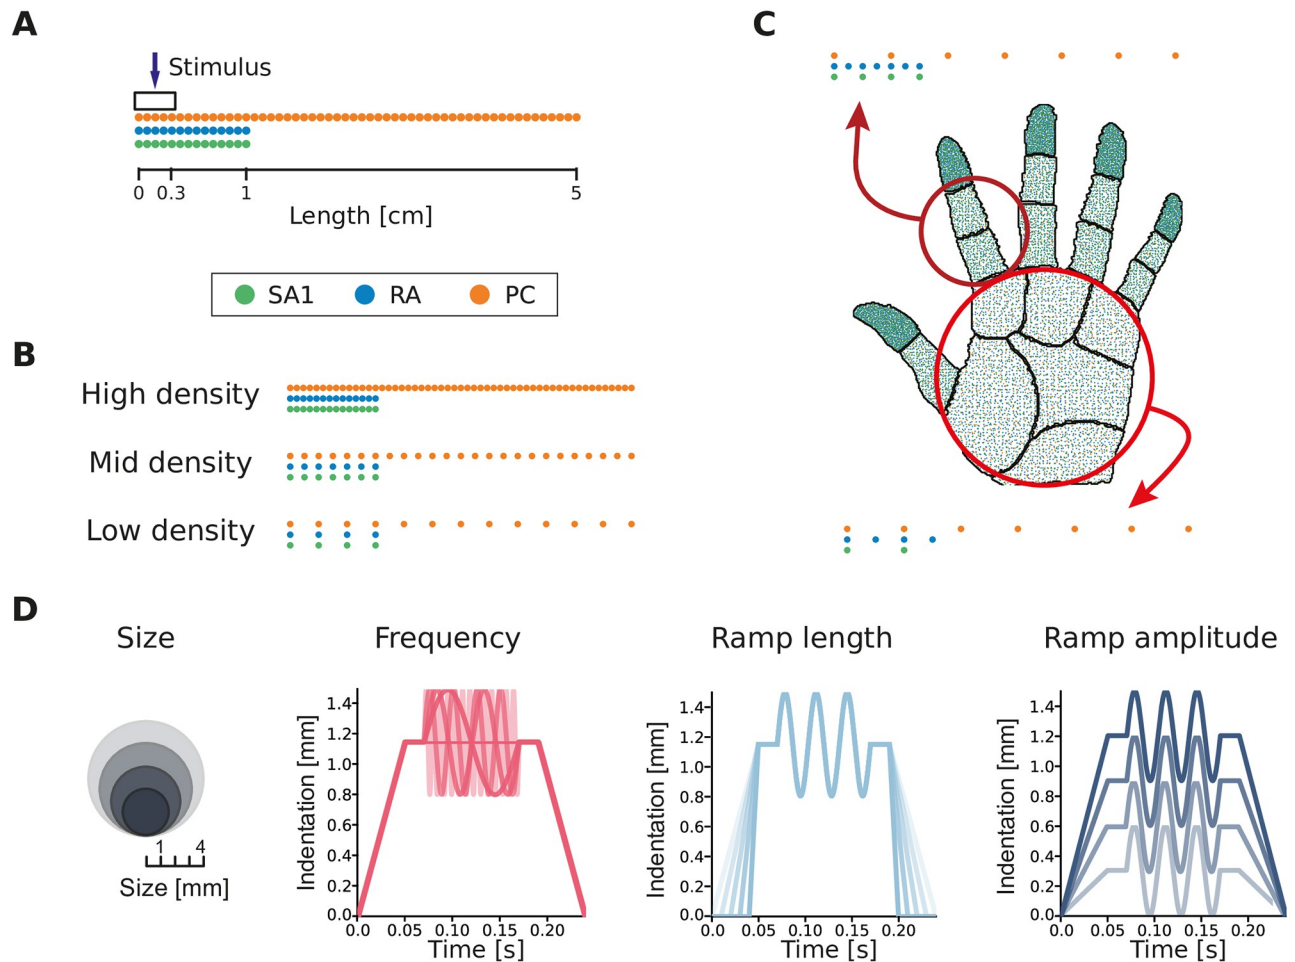 A
Stimulus
0 0.3 1 5
Length [cm]
SA1 RA PC
B
High density
Mid density
Low density
C
D
Size
1 4
Size [mm]
Frequency
Indentation [mm]
1.4
1.2
1.0
0.8
0.6
0.4
0.2
0.0
0.0 0.05 0.10 0.15 0.20
Time [s]
Ramp length
Indentation [mm]
1.4
1.2
1.0
0.8
0.6
0.4
0.2
0.0
0.0 0.05 0.10 0.15 0.20
Time [s]
Ramp amplitude
Indentation [mm]
1.4
1.2
1.0
0.8
0.6
0.4
0.2
0.0
0.0 0.05 0.10 0.15 0.20
Time [s]